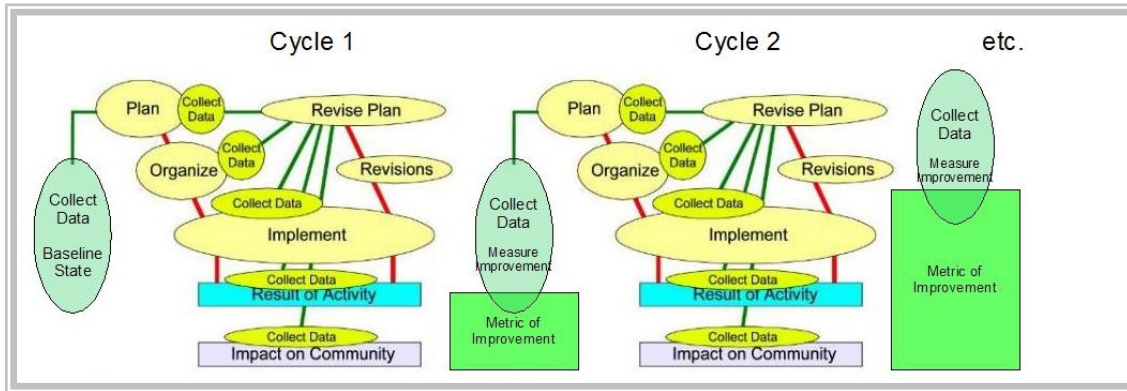 Cycle 1
Cycle 2
etc.
Collect
Data
Baseline
State
Plan
Collect
Data
Revise Plan
Organize
Collect
Data
Revisions
Collect Data
Implement
Collect Data
Result of Activity
Collect Data
Impact on Community
Collect
Data
Measure
Improvement
Metric of
Improvement
Plan
Collect
Data
Revise Plan
Organize
Collect
Data
Revisions
Collect Data
Implement
Collect Data
Result of Activity
Collect Data
Impact on Community
Collect
Data
Measure
Improvement
Metric of
Improvement